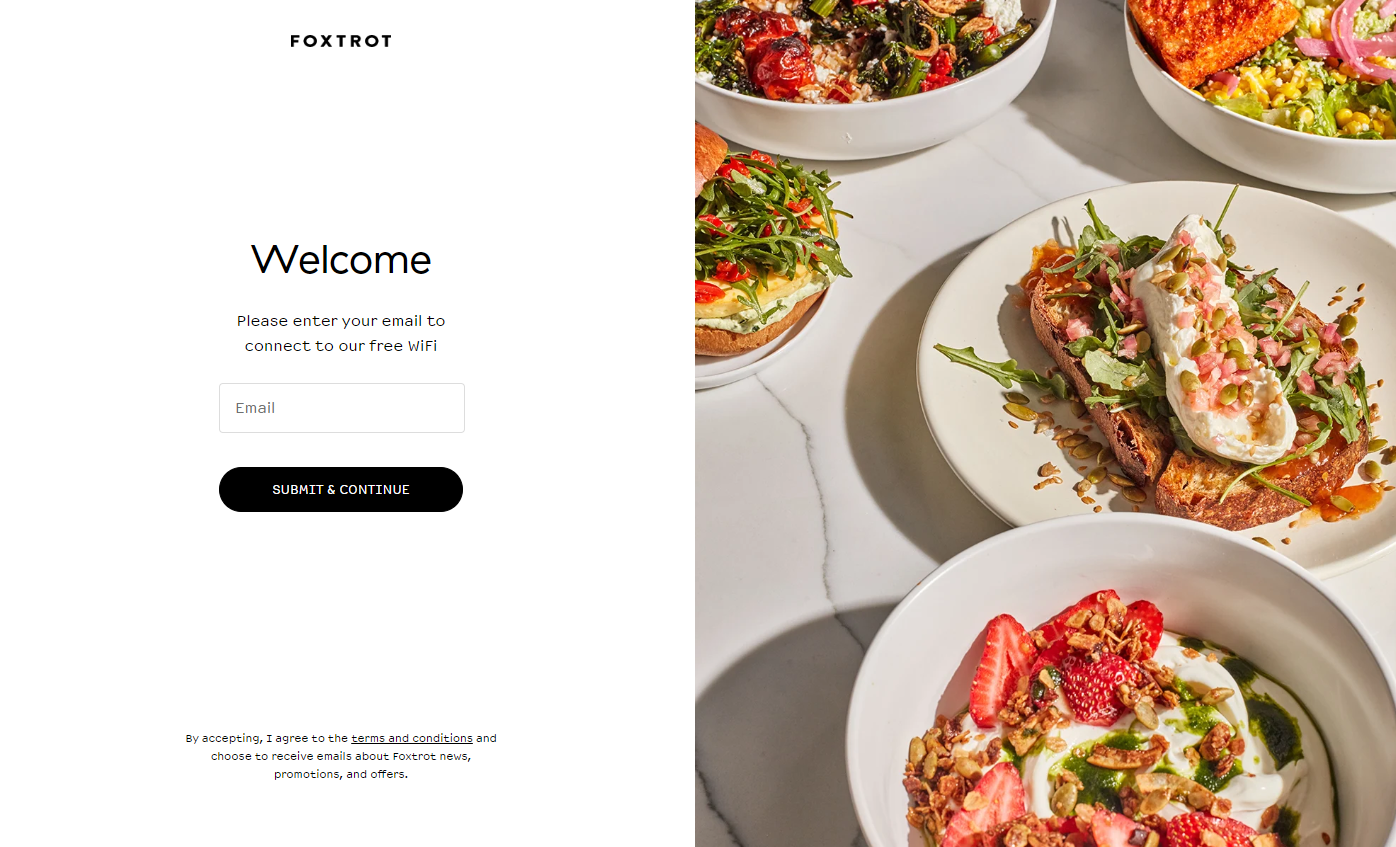 FOXTROT
Welcome
Please enter your email to
connect to our free WiFi
Email
SUBMIT & CONTINUE
By accepting, I agree to the terms and conditions and
choose to receive emails about Foxtrot news,
promotions, and offers.